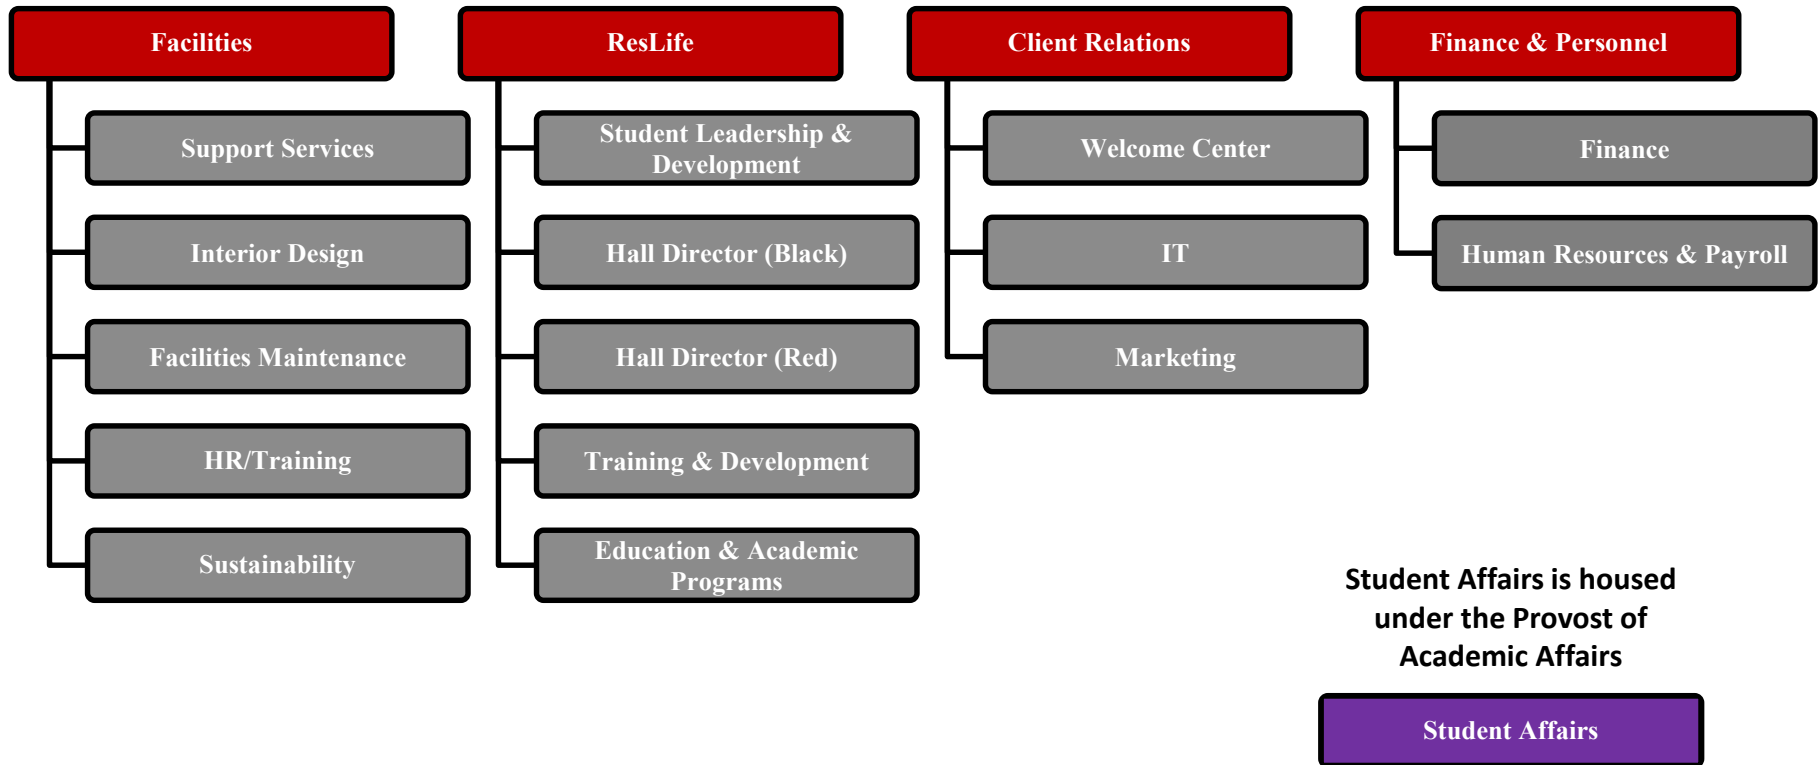 Facilities
Support Services
Interior Design
Facilities Maintenance
HR/Training
Sustainability
ResLife
Student Leadership &
Development
Hall Director (Black)
Hall Director (Red)
Training & Development
Education & Academic
Programs
Client Relations
Welcome Center
IT
Marketing
Finance & Personnel
Finance
Human Resources & Payroll
Student Affairs is housed
under the Provost of
Academic Affairs
Student Affairs